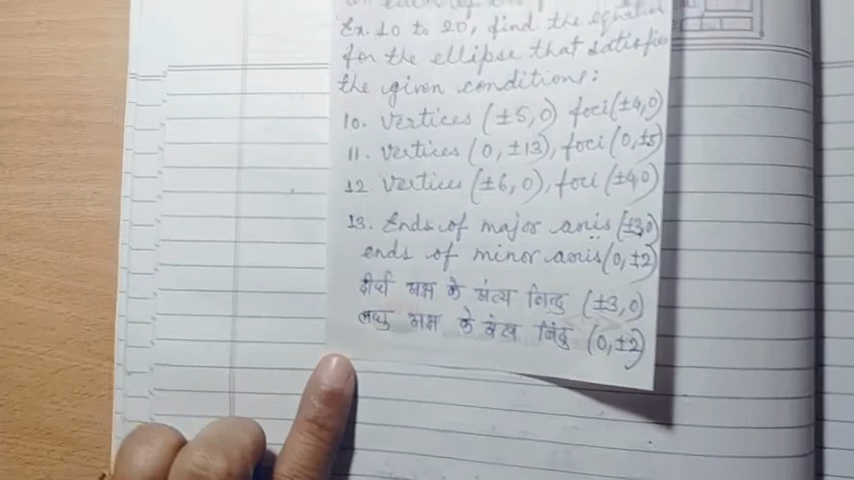 Ex. 10 to 20, find the equation
for the ellipse that satisfies
the given conditions:
10. Vertices (±5,0) foci (±4,0)
11. Vertices (0,±13), foci (0,±5)
12. Vertices (±6,0), foci (±4,0)
13. Ends of major axis (±3,0)
ends of minor axis (0,±2)
दीर्घ अक्ष के अंत्य बिन्दु (±3,0)
लघु अक्ष के अंत्य बिंदु (0,±2)